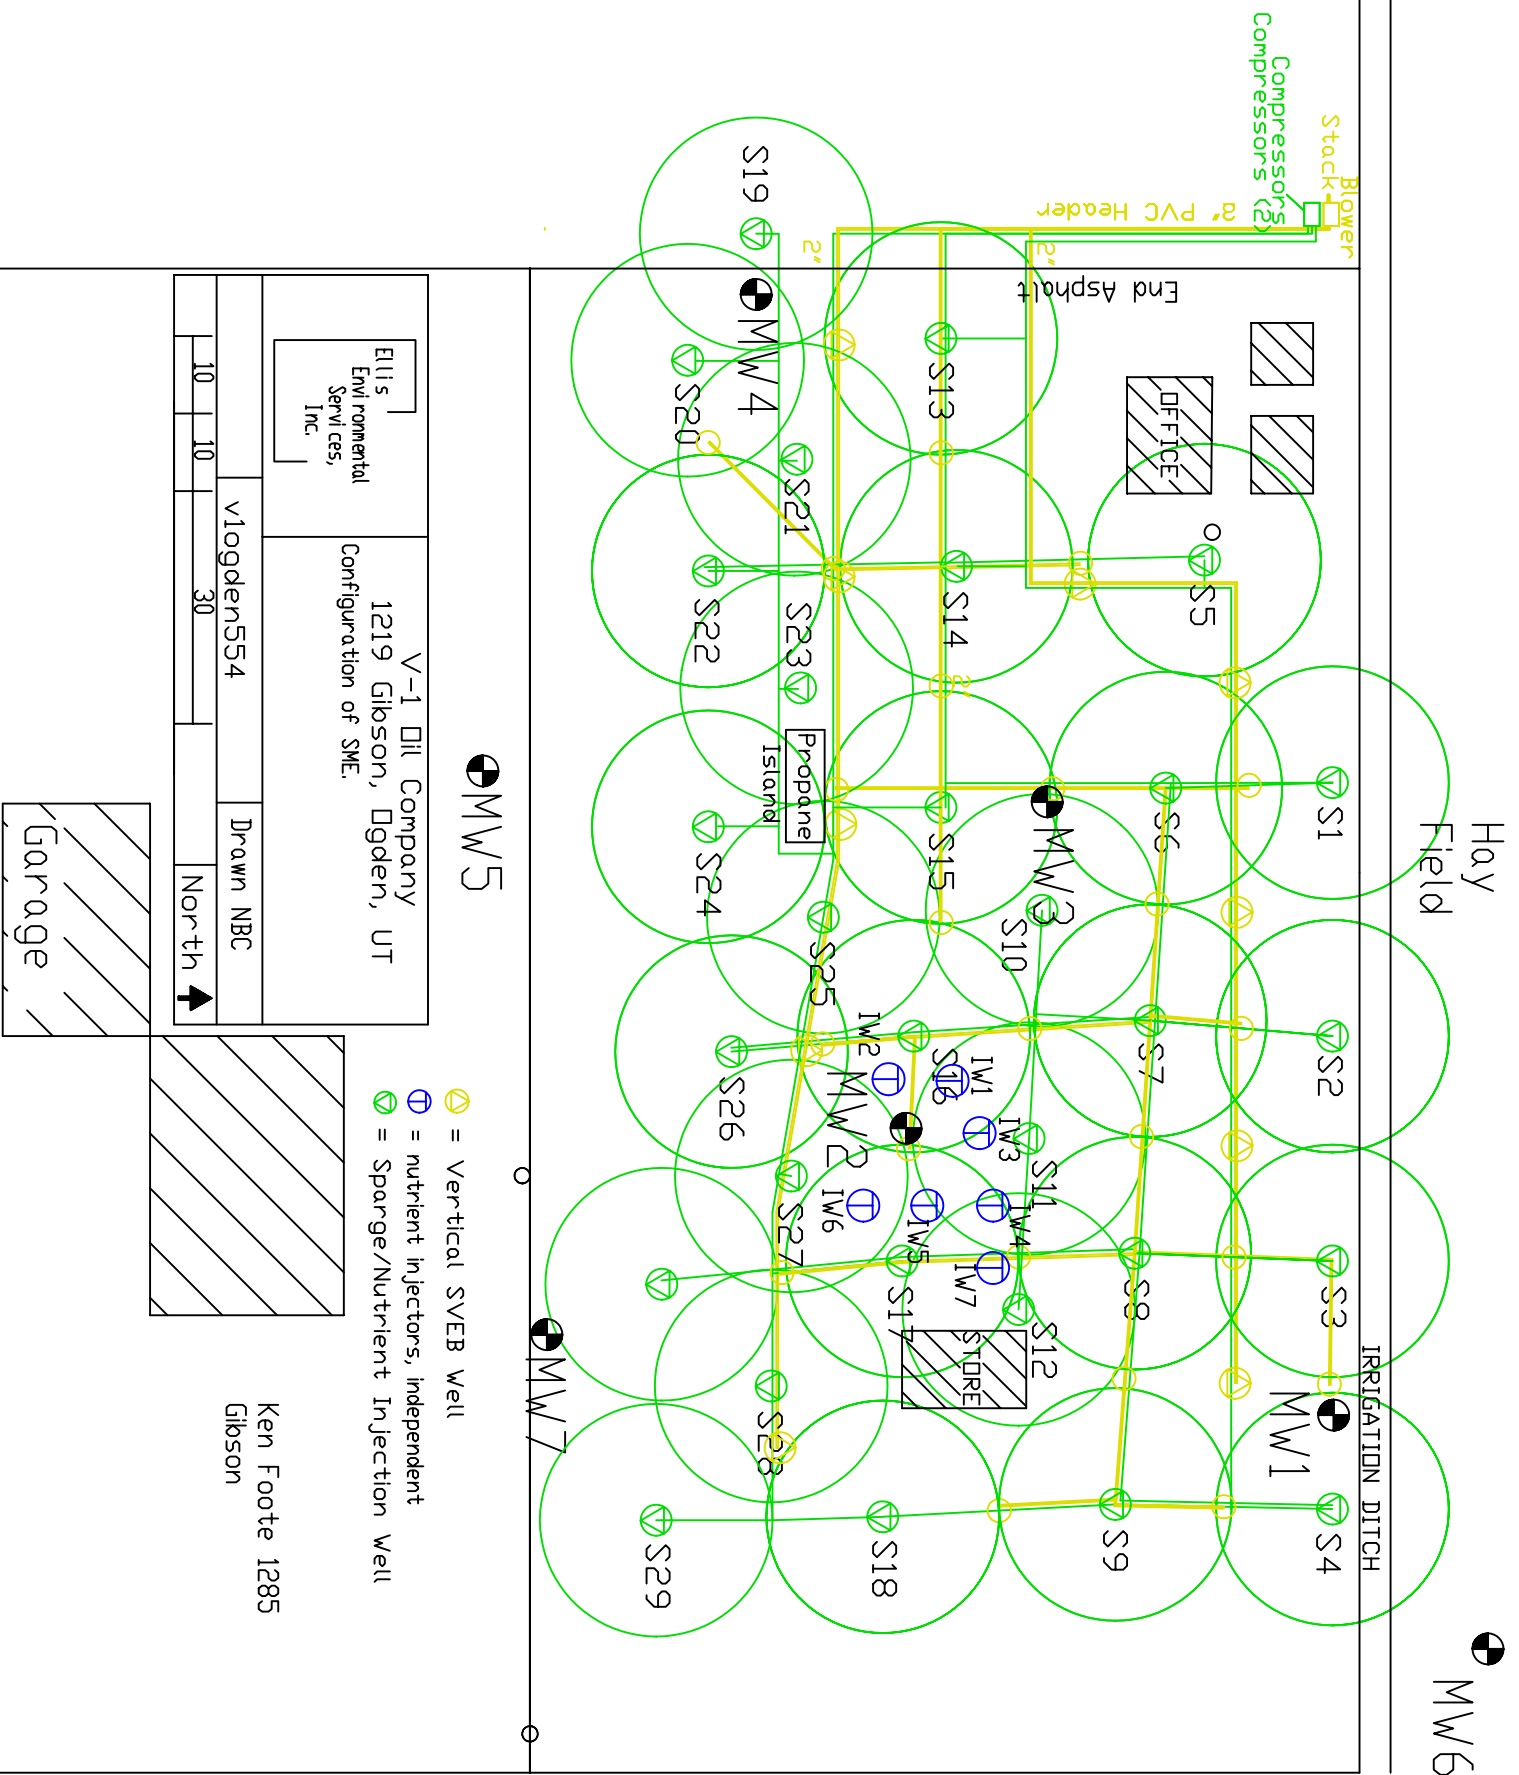 Hay
Field
MW6
IRRIGATION DITCH
Compressors
Compressors (2)
Stack
Blower
2" PVC Header
2"
2"
2"
End Asphalt
OFFICE
S1
S2
S3
S4
MW1
S5
S6
S7
S8
S9
MW3
S10
S11
S12
S13
S14
S15
S16
S17
S18
IW1
IW2
IW3
IW4
IW5
IW6
IW7
MW2
STORE
S19
MW4
S20
S21
S22
S23
Propane
Island
S24
S25
S26
S27
S28
S29
MW5
MW7
= Vertical SVEB Well
= nutrient injectors, independent
= Sparge/Nutrient Injection Well
Ken Foote 1285
Gibson
V-1 Oil Company
1219 Gibson, Ogden, UT
Configuration of SME.
Ellis
Environmental
Services,
Inc.
v1ogden554
Drawn NBC
10
10
30
North
Garage